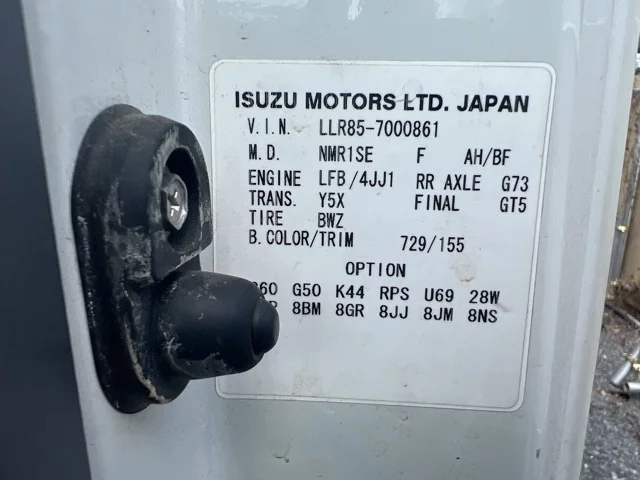 ISUZU MOTORS LTD. JAPAN
V.I.N. LLR85-7000861
M.D. NMR1SE F AH/BF
ENGINE LFB/4JJ1 RR AXLE G73
TRANS. Y5X FINAL GT5
TIRE BWZ
B.COLOR/TRIM 729/155
OPTION
G50 K44 RPS U69 28W
8BM 8GR 8JJ 8JM 8NS